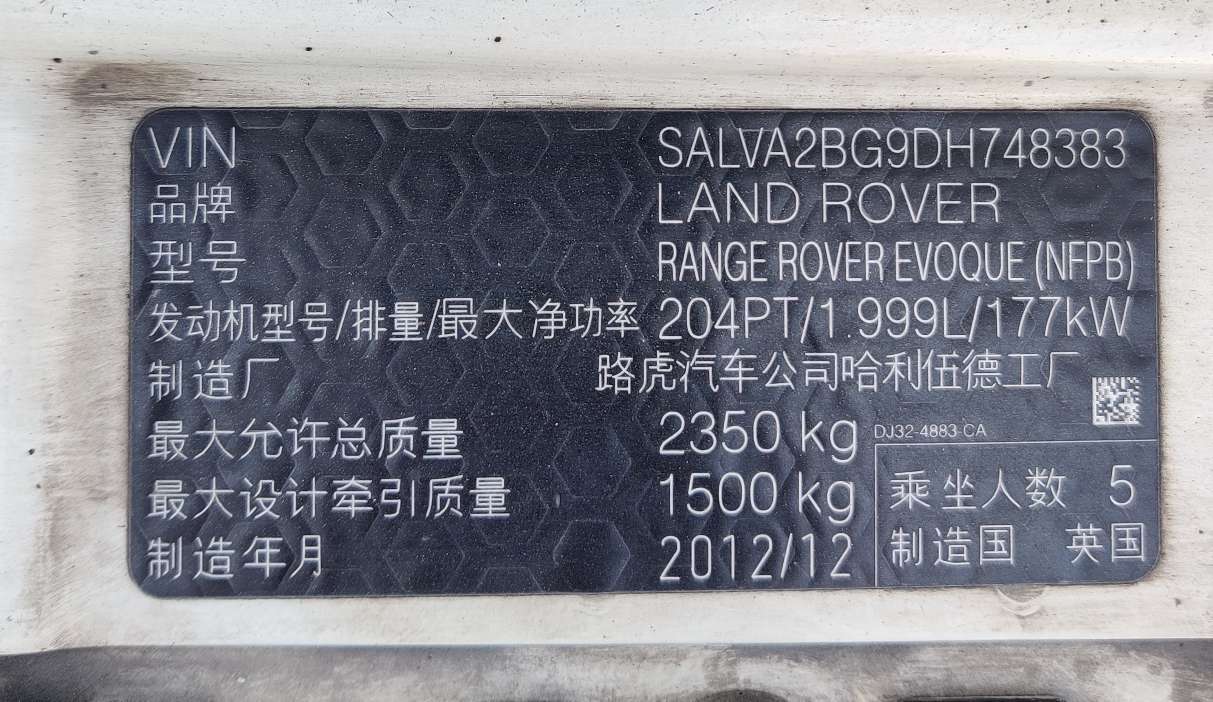 VIN SALVA2BG9DH748383
品牌 LAND ROVER
型号 RANGE ROVER EVOQUE (NFPB)
发动机型号/排量/最大净功率 204PT/1.999L/177kW
制造厂 路虎汽车公司哈利伍德工厂
最大允许总质量 2350 kg DJ32-4883-CA
最大设计牵引质量 1500 kg 乘坐人数 5
制造年月 2012/12 制造国 英国